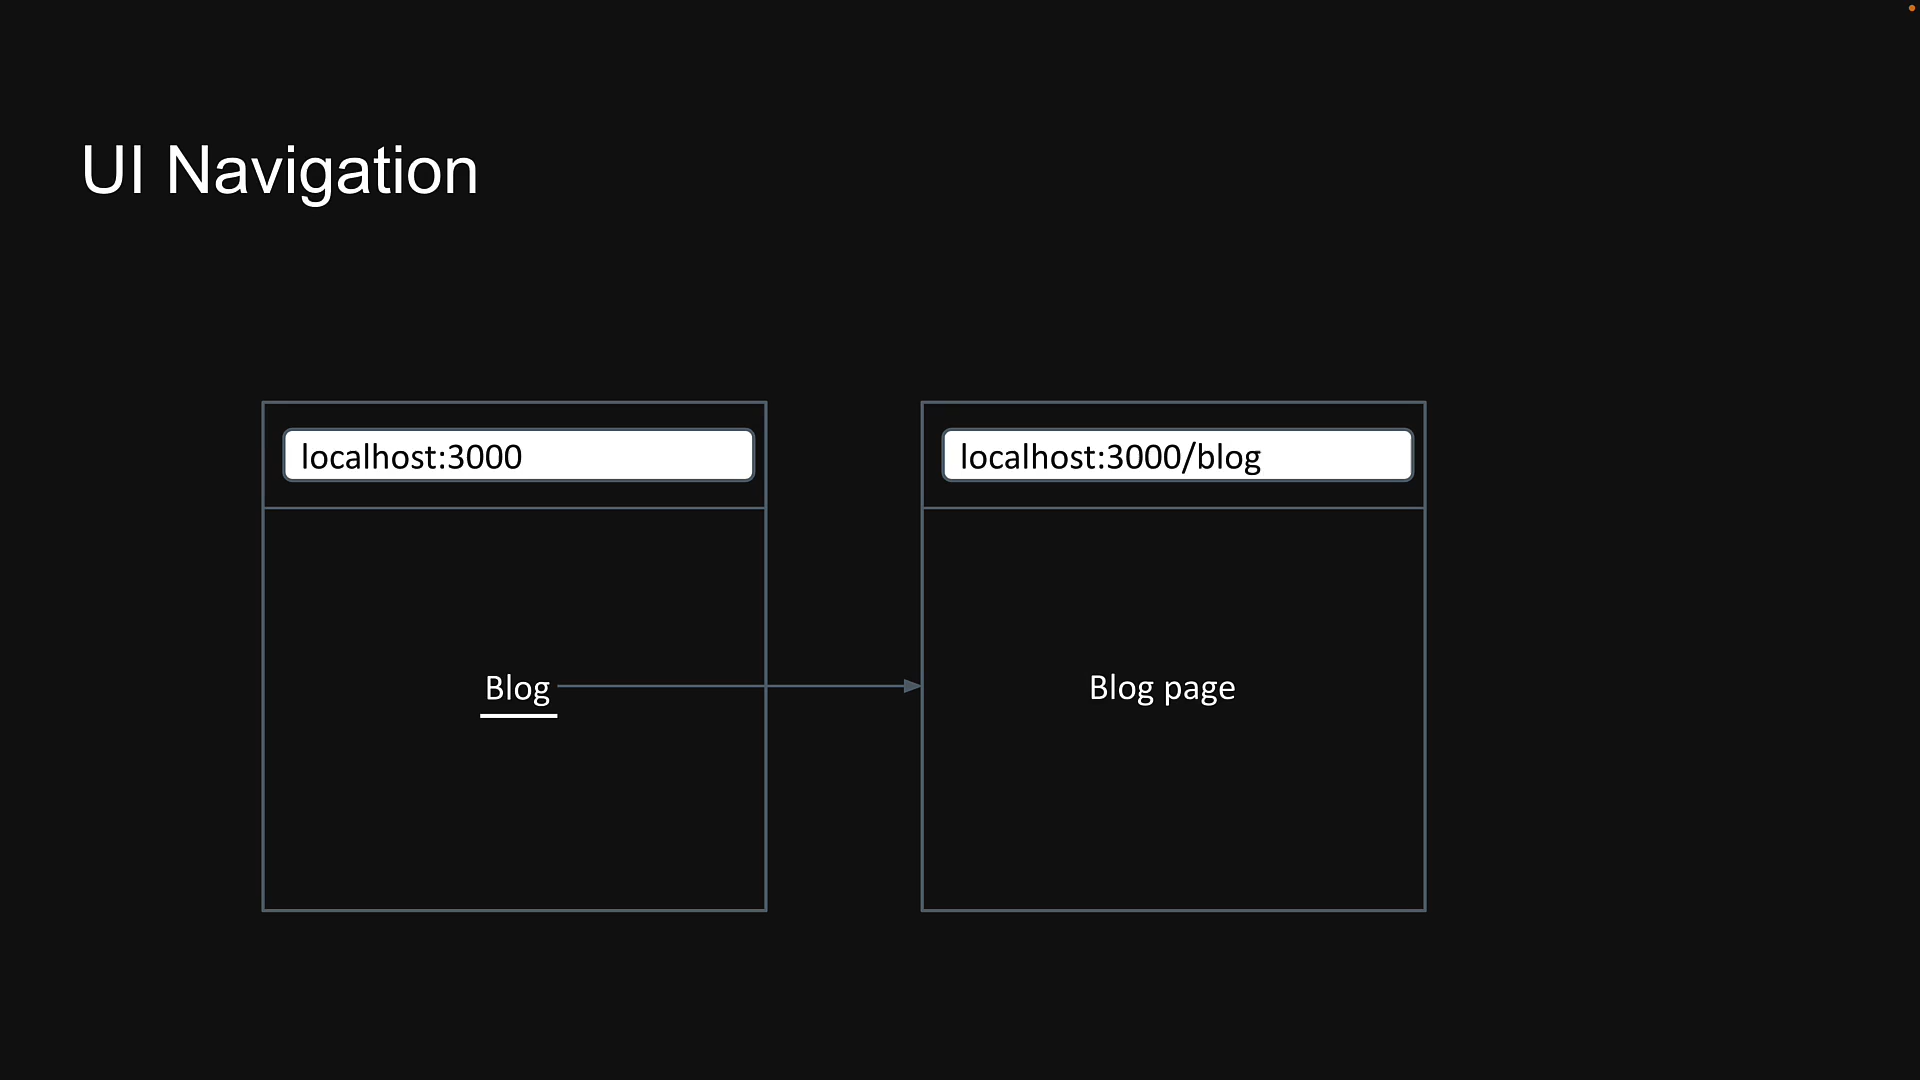 UI Navigation
localhost:3000
localhost:3000/blog
Blog
Blog page